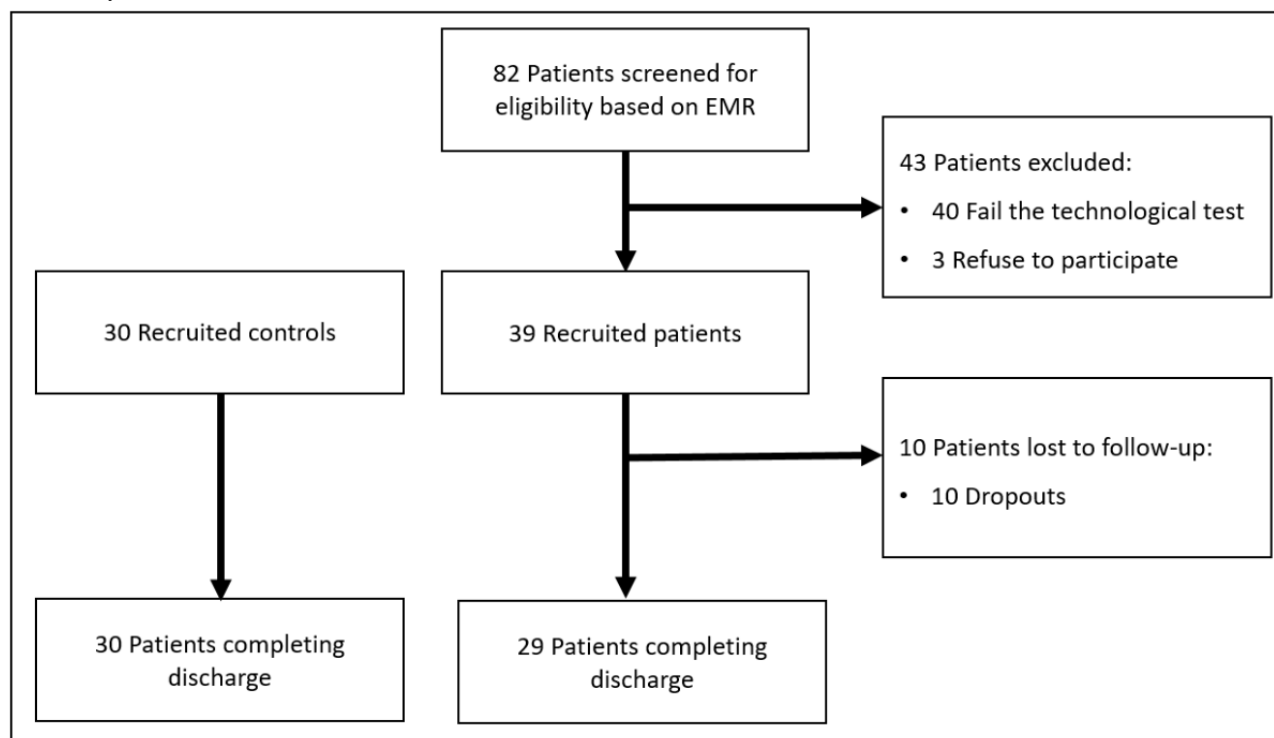 82 Patients screened for
eligibility based on EMR
43 Patients excluded:
• 40 Fail the technological test
• 3 Refuse to participate
30 Recruited controls
39 Recruited patients
10 Patients lost to follow-up:
• 10 Dropouts
30 Patients completing
discharge
29 Patients completing
discharge